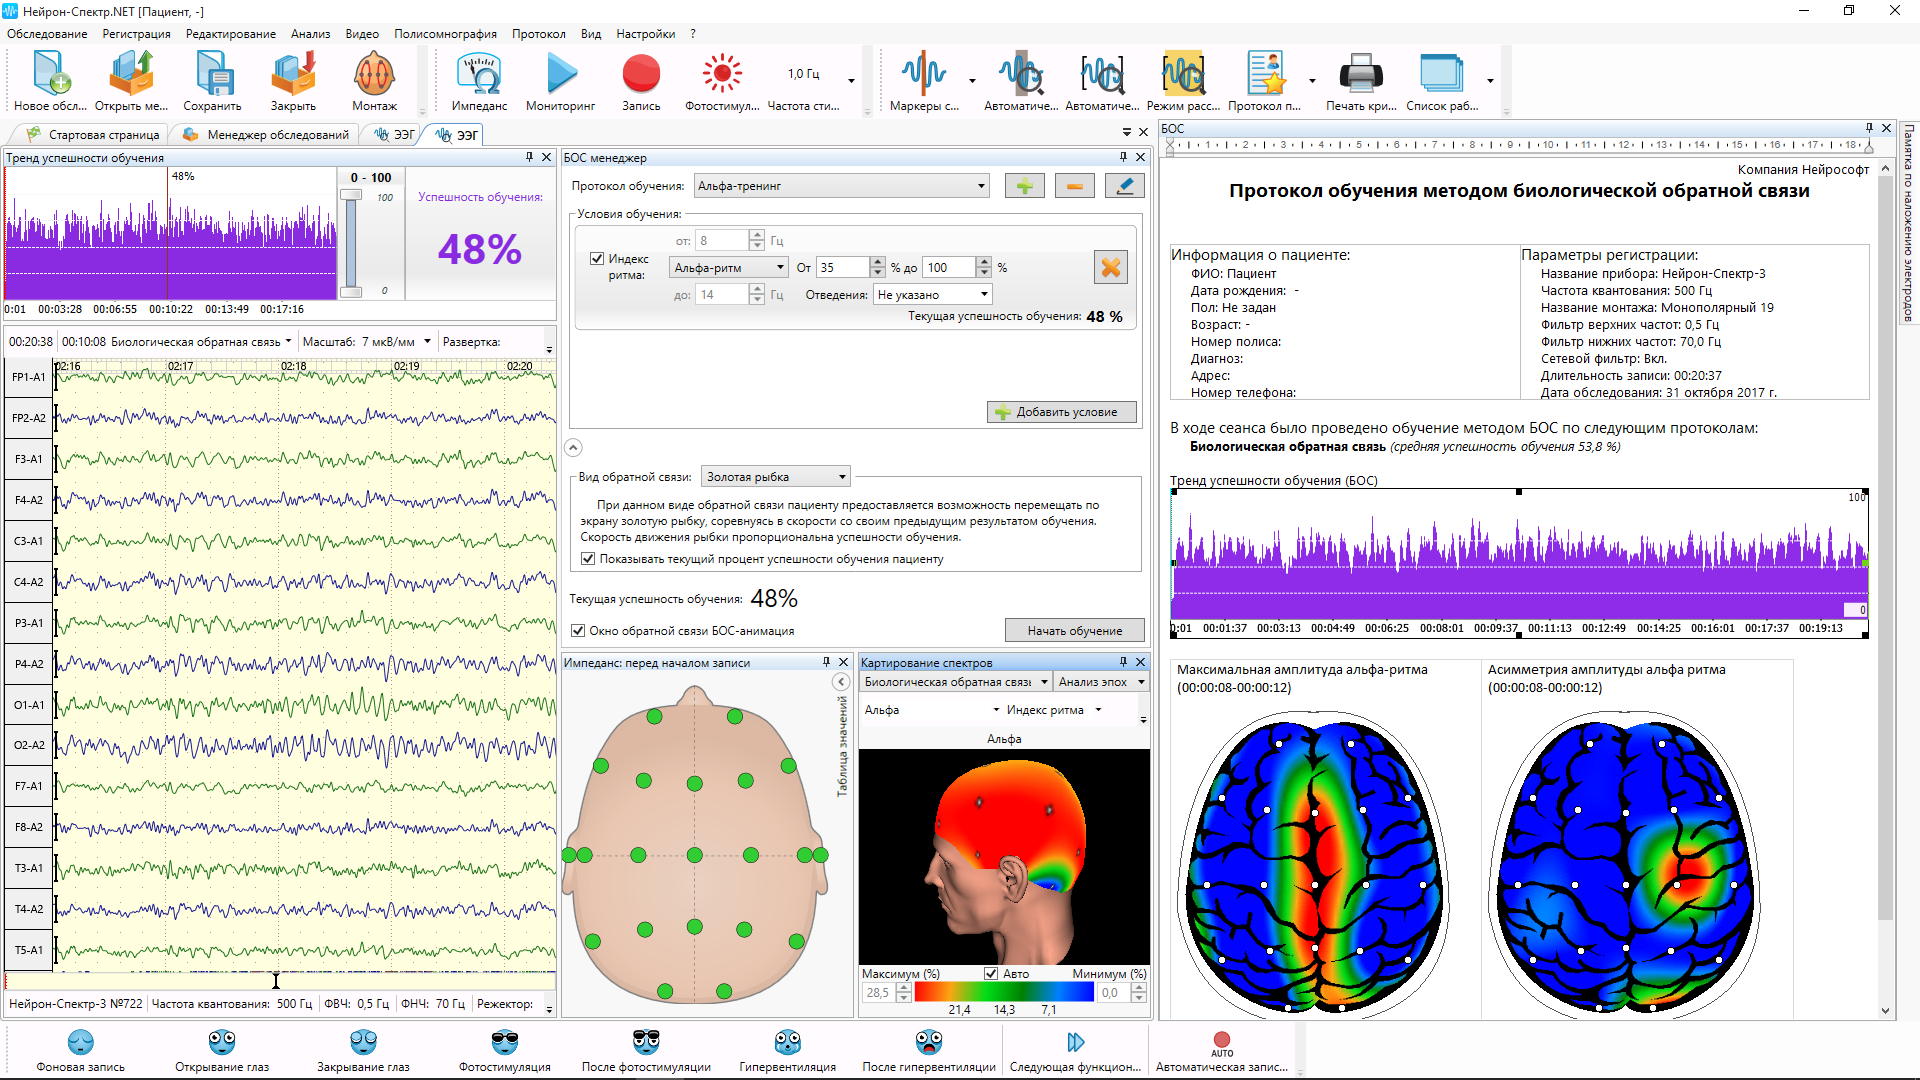 Нейрон-Спектр.NET [Пациент, -]
Обследование Регистрация Редактирование Анализ Видео Полисомнография Протокол Вид Настройки ?
1,0 Гц
Новое обсл... Открыть ме... Сохранить Закрыть Монтаж Импеданс Мониторинг Запись Фотостимул... Частота сти... Маркеры с... Автоматиче... Автоматиче... Режим расс... Протокол п... Печать кри... Список раб...
Стартовая страница Менеджер обследований ЭЭГ ЭЭГ
Тренд успешности обучения
48%
0 - 100
100
0
Успешность обучения:
48%
0:01 00:03:28 00:06:55 00:10:22 00:13:49 00:17:16
00:20:38 00:10:08 Биологическая обратная связь Масштаб: 7 мкВ/мм Развертка:
02:16 02:17 02:18 02:19 02:20
FP1-A1
FP2-A2
F3-A1
F4-A2
C3-A1
C4-A2
P3-A1
P4-A2
O1-A1
O2-A2
F7-A1
F8-A2
T3-A1
T4-A2
T5-A1
Нейрон-Спектр-3 №722 Частота квантования: 500 Гц ФВЧ: 0,5 Гц ФНЧ: 70 Гц Режектор:
БОС менеджер
Протокол обучения: Альфа-тренинг
Условия обучения:
от: 8 Гц
Индекс ритма: Альфа-ритм От 35 % до 100 %
до: 14 Гц Отведения: Не указано
Текущая успешность обучения: 48 %
Добавить условие
Вид обратной связи: Золотая рыбка
При данном виде обратной связи пациенту предоставляется возможность перемещать по
экрану золотую рыбку, соревнуясь в скорости со своим предыдущим результатом обучения.
Скорость движения рыбки пропорциональна успешности обучения.
Показывать текущий процент успешности обучения пациенту
Текущая успешность обучения: 48%
Окно обратной связи БОС-анимация Начать обучение
Импеданс: перед началом записи
Таблица значений
Картирование спектров
Биологическая обратная связь Анализ эпох
Альфа Индекс ритма
Альфа
Максимум (%) Авто Минимум (%)
28,5 0,0
21,4 14,3 7,1
БОС
1 2 3 4 5 6 7 8 9 10 11 12 13 14 15 16 17 18
Компания Нейрософт
Протокол обучения методом биологической обратной связи
Информация о пациенте:
ФИО: Пациент
Дата рождения: -
Пол: Не задан
Возраст: -
Номер полиса:
Диагноз:
Адрес:
Номер телефона:
Параметры регистрации:
Название прибора: Нейрон-Спектр-3
Частота квантования: 500 Гц
Название монтажа: Монополярный 19
Фильтр верхних частот: 0,5 Гц
Фильтр нижних частот: 70,0 Гц
Сетевой фильтр: Вкл.
Длительность записи: 00:20:37
Дата обследования: 31 октября 2017 г.
В ходе сеанса было проведено обучение методом БОС по следующим протоколам:
Биологическая обратная связь (средняя успешность обучения 53,8 %)
Тренд успешности обучения (БОС)
100
0
0:01 00:01:37 00:03:13 00:04:49 00:06:25 00:08:01 00:09:37 00:11:13 00:12:49 00:14:25 00:16:01 00:17:37 00:19:13
Максимальная амплитуда альфа-ритма
(00:00:08-00:00:12)
Асимметрия амплитуды альфа ритма
(00:00:08-00:00:12)
Памятка по наложению электродов
Фоновая запись Открывание глаз Закрывание глаз Фотостимуляция После фотостимуляции Гипервентиляция После гипервентиляции Следующая функцион... AUTO Автоматическая запис...